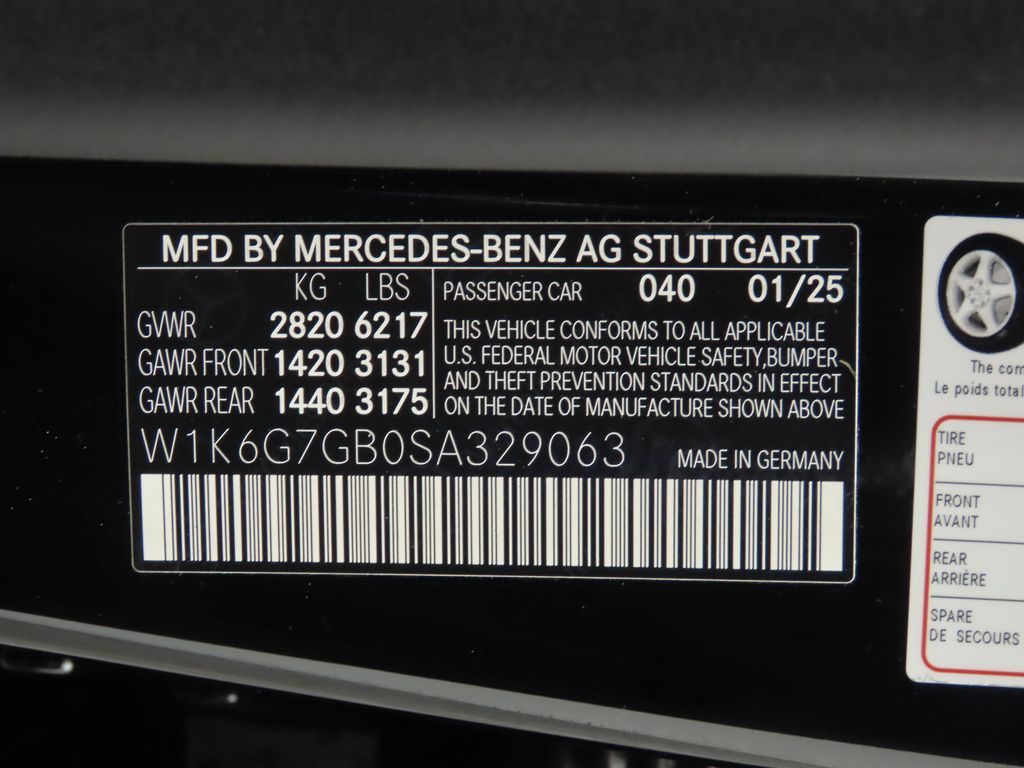 MFD BY MERCEDES-BENZ AG STUTTGART
KG LBS
GVWR 2820 6217
GAWR FRONT 1420 3131
GAWR REAR 1440 3175
PASSENGER CAR 040 01/25
THIS VEHICLE CONFORMS TO ALL APPLICABLE
U.S. FEDERAL MOTOR VEHICLE SAFETY, BUMPER
AND THEFT PREVENTION STANDARDS IN EFFECT
ON THE DATE OF MANUFACTURE SHOWN ABOVE
W1K6G7GB0SA329063
MADE IN GERMANY
The com
Le poids total
TIRE
PNEU
FRONT
AVANT
REAR
ARRIÈRE
SPARE
DE SECOURS